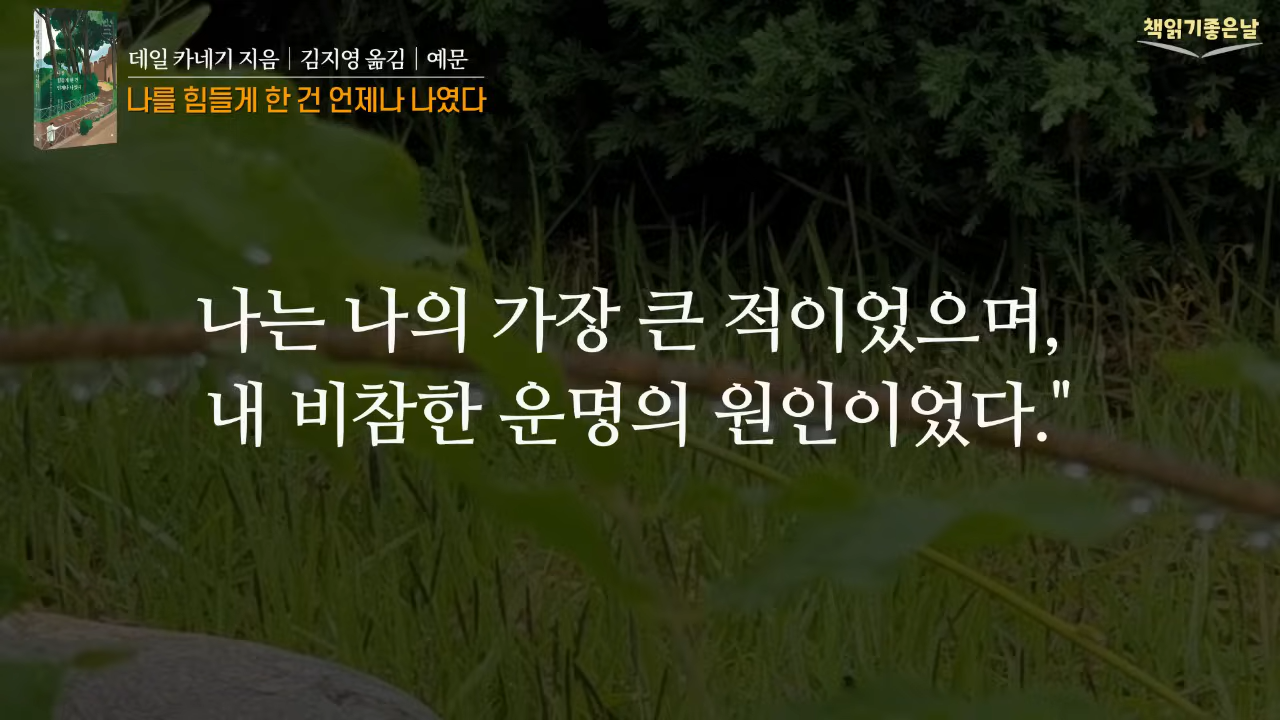 데일 카네기 지음 | 김지영 옮김 | 예문
나를 힘들게 한 건 언제나 나였다
책읽기좋은날
나는 나의 가장 큰 적이었으며,
내 비참한 운명의 원인이었다."